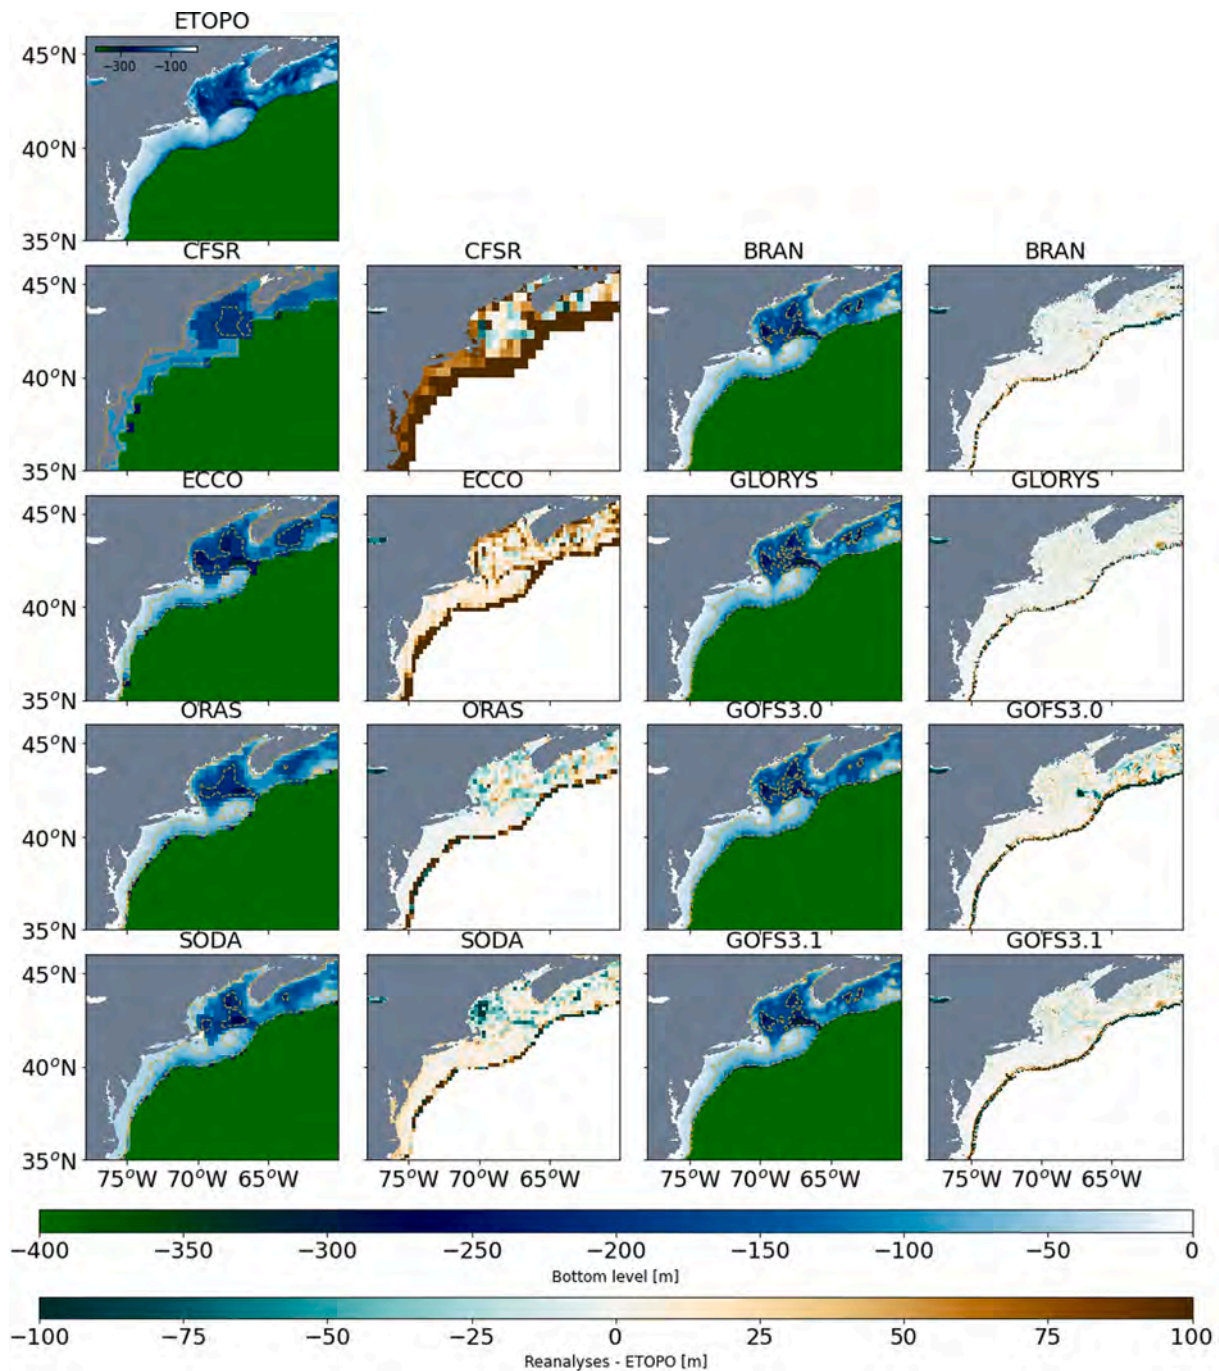 ETOPO
45°N
−300 −100
40°N
35°N
CFSR CFSR BRAN BRAN
45°N
40°N
35°N
ECCO ECCO GLORYS GLORYS
45°N
40°N
35°N
ORAS ORAS GOFS3.0 GOFS3.0
45°N
40°N
35°N
SODA SODA GOFS3.1 GOFS3.1
45°N
40°N
35°N
75°W 70°W 65°W 75°W 70°W 65°W 75°W 70°W 65°W 75°W 70°W 65°W
−400 −350 −300 −250 −200 −150 −100 −50 0
Bottom level [m]
−100 −75 −50 −25 0 25 50 75 100
Reanalyses - ETOPO [m]